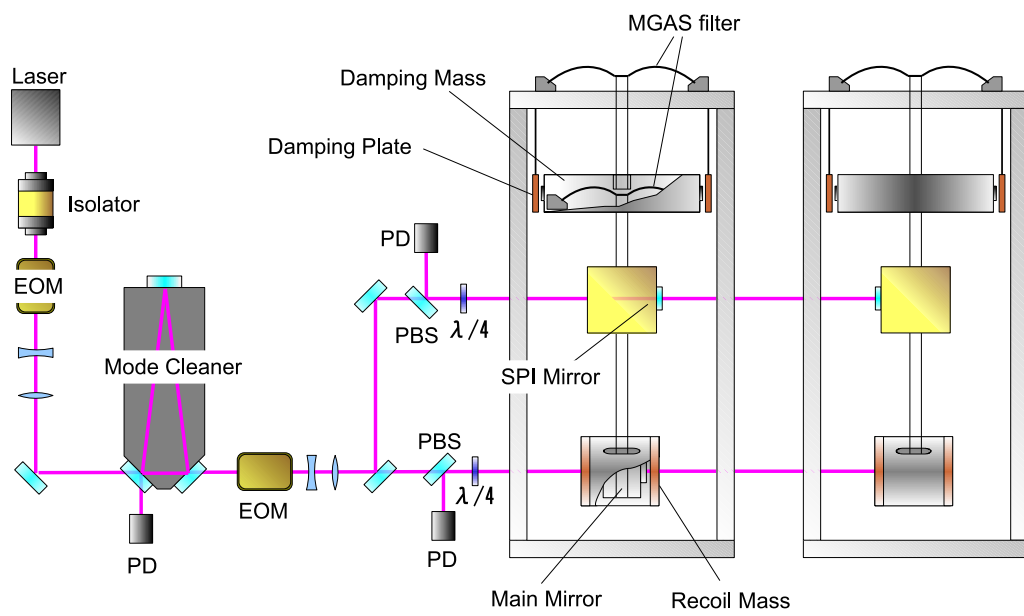 MGAS filter
Laser
Damping Mass
Damping Plate
Isolator
PD
EOM
PBS
λ/4
Mode Cleaner
SPI Mirror
PBS
λ/4
EOM
PD
PD
Main Mirror
Recoil Mass